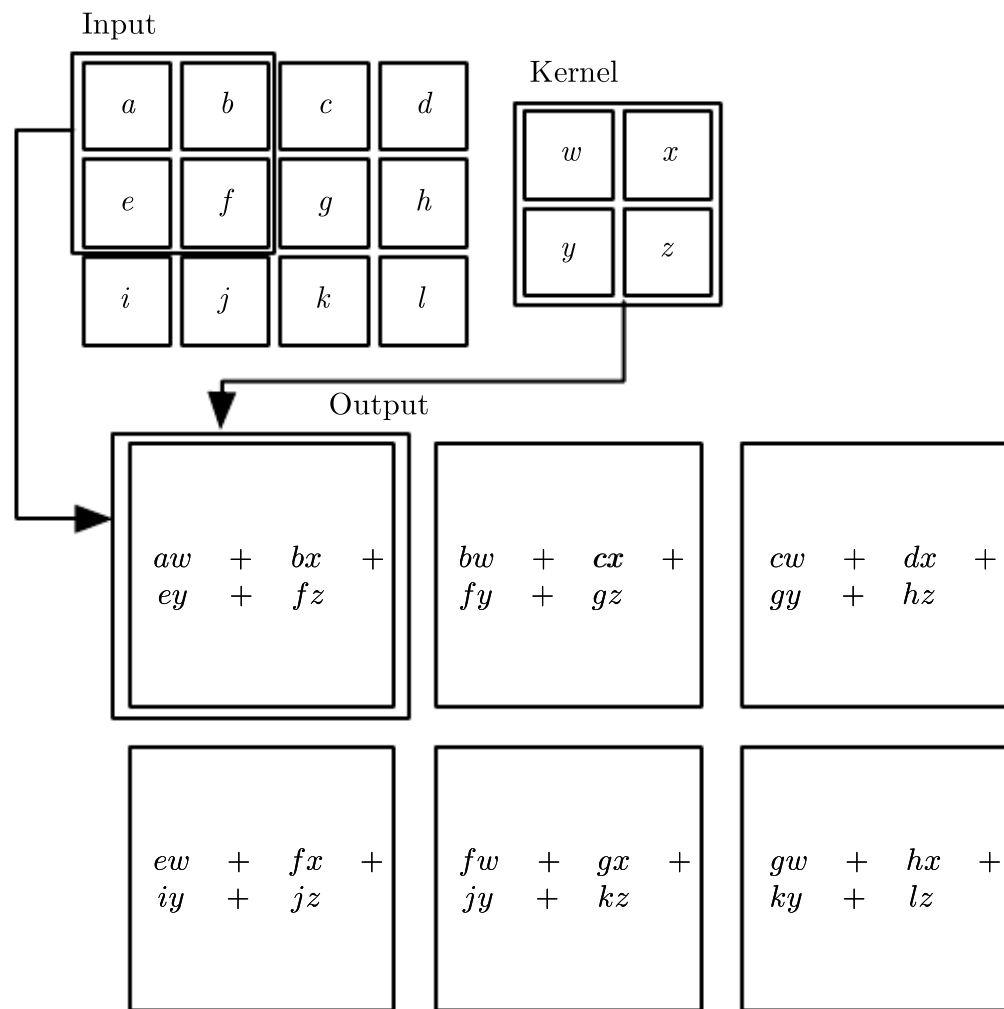 Input
Kernel
a b c d
w x
e f g h
y z
i j k l
Output
aw + bx +
ey + fz
bw + cx +
fy + gz
cw + dx +
gy + hz
ew + fx +
iy + jz
fw + gx +
jy + kz
gw + hx +
ky + lz